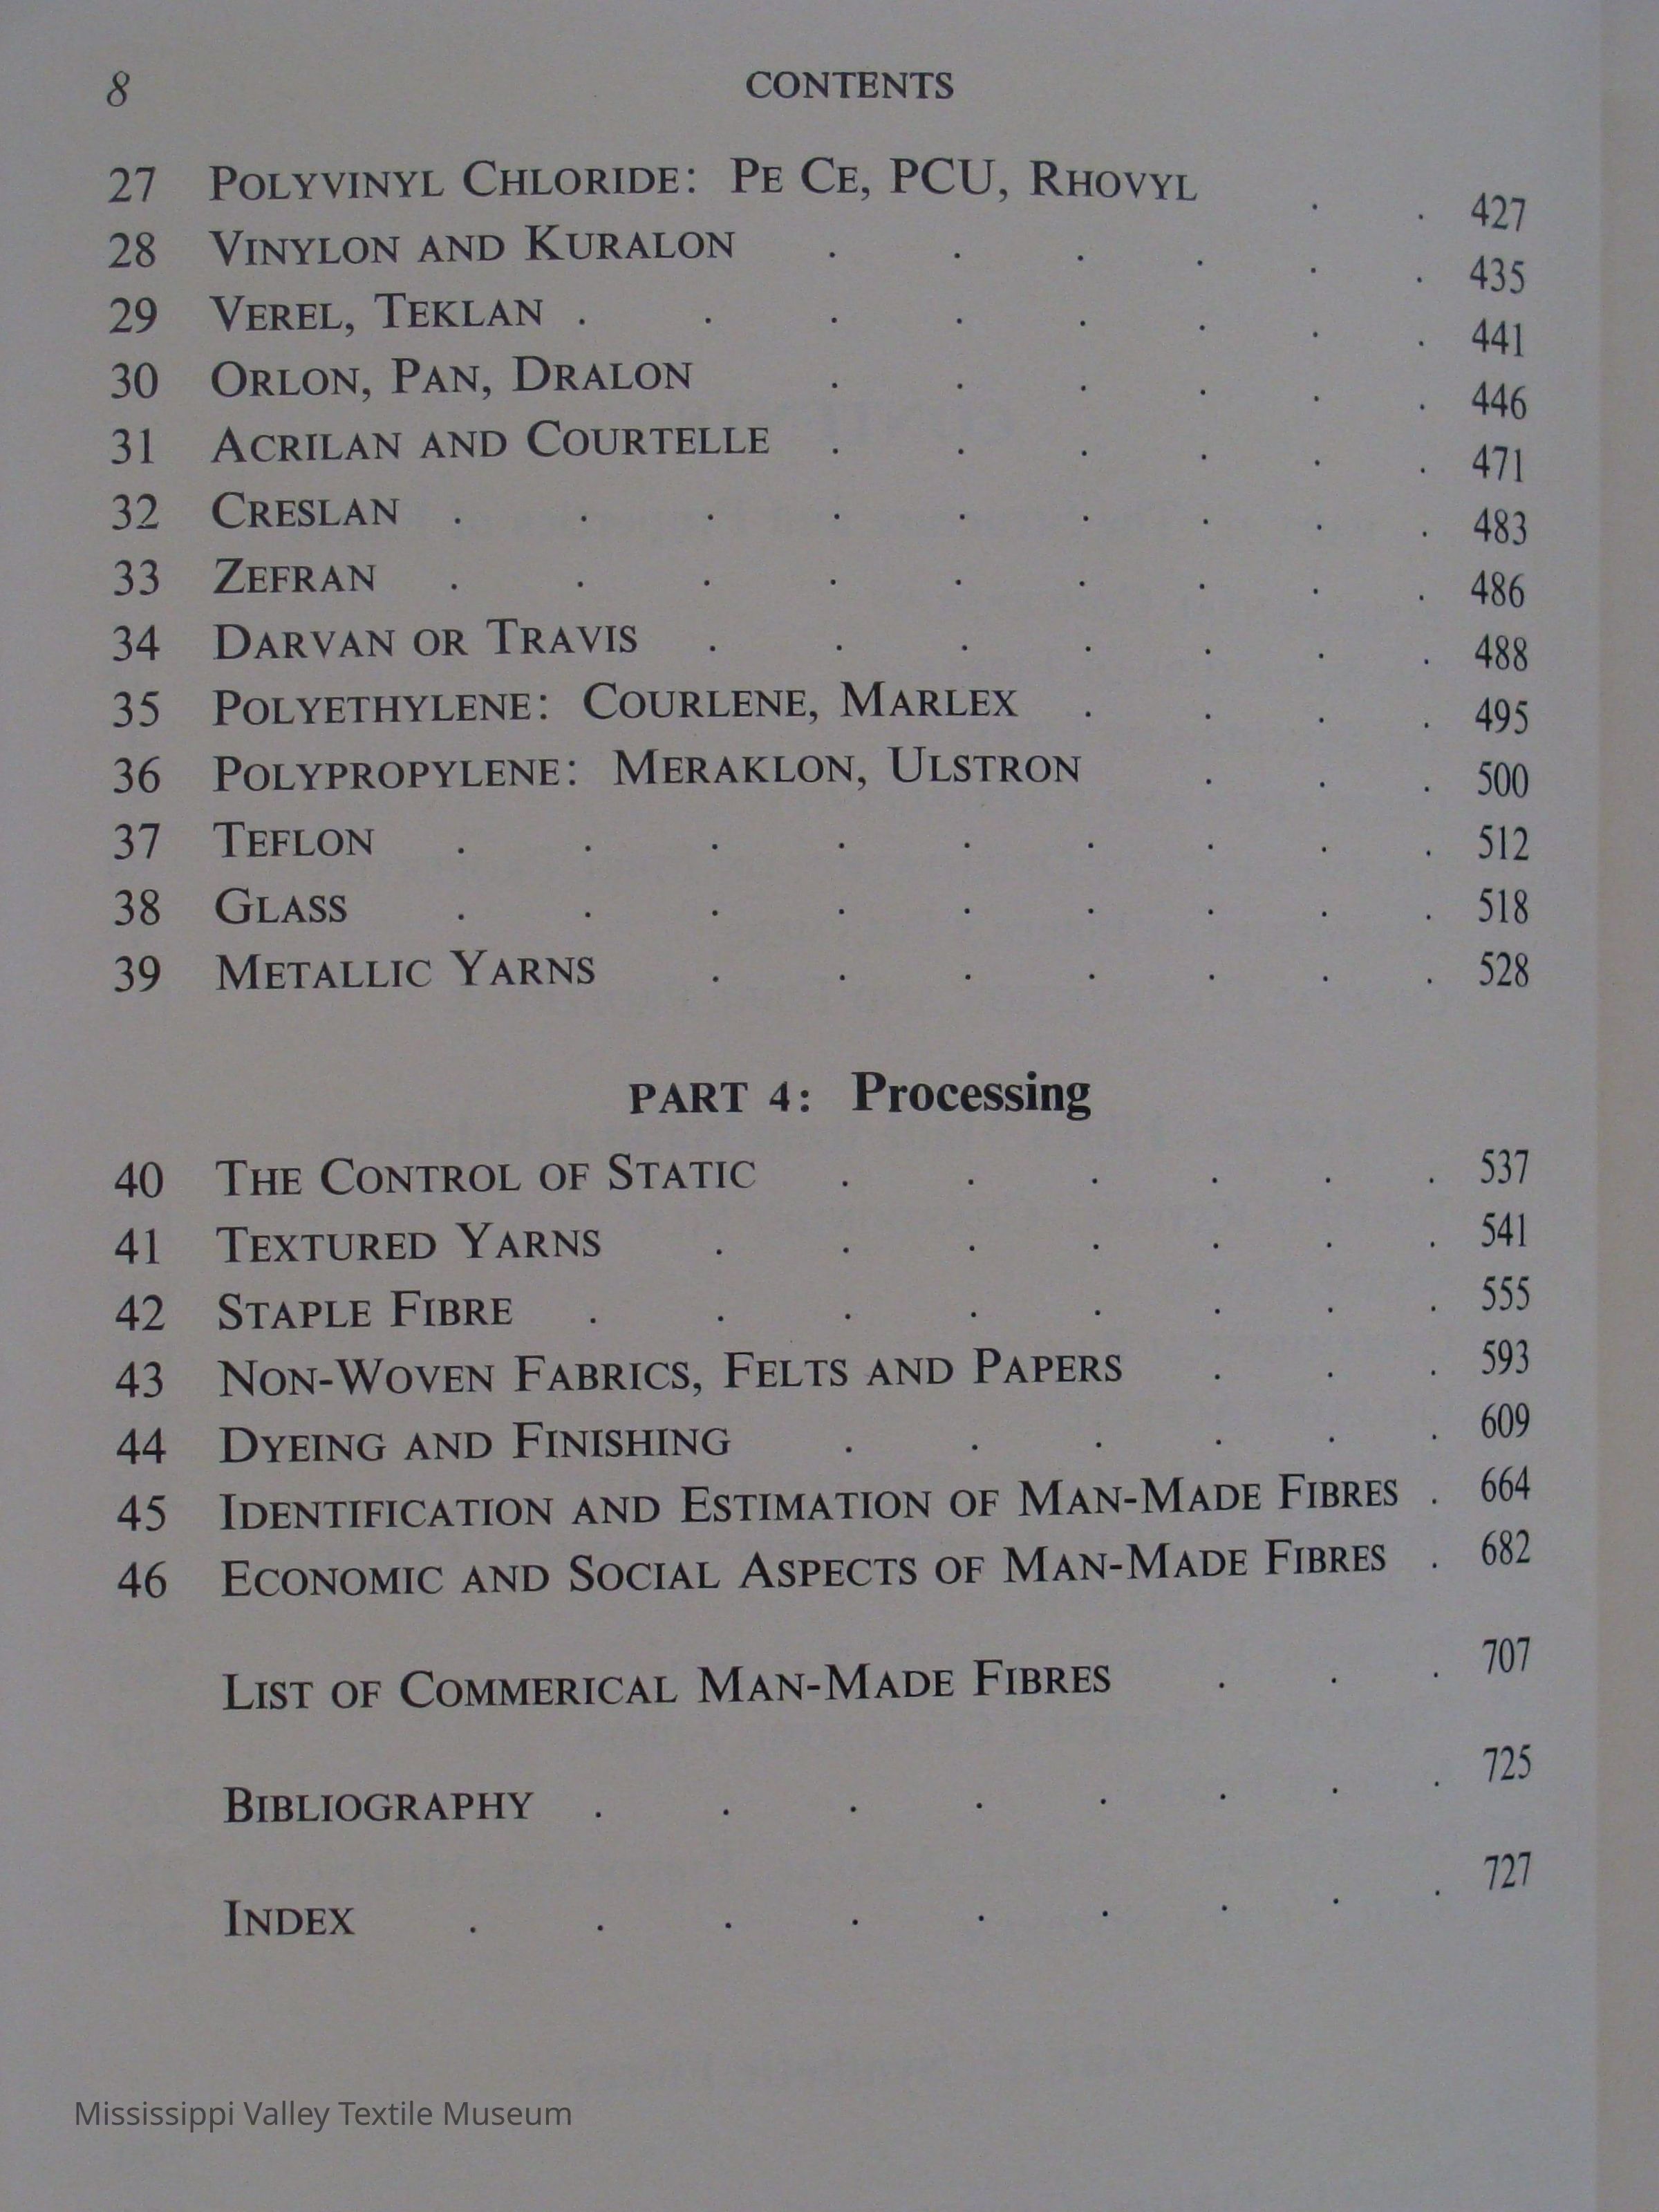 8 CONTENTS
27 POLYVINYL CHLORIDE: PE CE, PCU, RHOVYL . . 427
28 VINYLON AND KURALON . . . . . . 435
29 VEREL, TEKLAN . . . . . . . . 441
30 ORLON, PAN, DRALON . . . . . . 446
31 ACRILAN AND COURTELLE . . . . . . 471
32 CRESLAN . . . . . . . . . 483
33 ZEFRAN . . . . . . . . . 486
34 DARVAN OR TRAVIS . . . . . . . 488
35 POLYETHYLENE: COURLENE, MARLEX . . . . 495
36 POLYPROPYLENE: MERAKLON, ULSTRON . . . 500
37 TEFLON . . . . . . . . . 512
38 GLASS . . . . . . . . . 518
39 METALLIC YARNS . . . . . . . 528
PART 4: Processing
40 THE CONTROL OF STATIC . . . . . . 537
41 TEXTURED YARNS . . . . . . . 541
42 STAPLE FIBRE . . . . . . . . 555
43 NON-WOVEN FABRICS, FELTS AND PAPERS . . . 593
44 DYEING AND FINISHING . . . . . . 609
45 IDENTIFICATION AND ESTIMATION OF MAN-MADE FIBRES . 664
46 ECONOMIC AND SOCIAL ASPECTS OF MAN-MADE FIBRES . 682
LIST OF COMMERICAL MAN-MADE FIBRES . . . 707
BIBLIOGRAPHY . . . . . . . . 725
INDEX . . . . . . . . . 727
Mississippi Valley Textile Museum